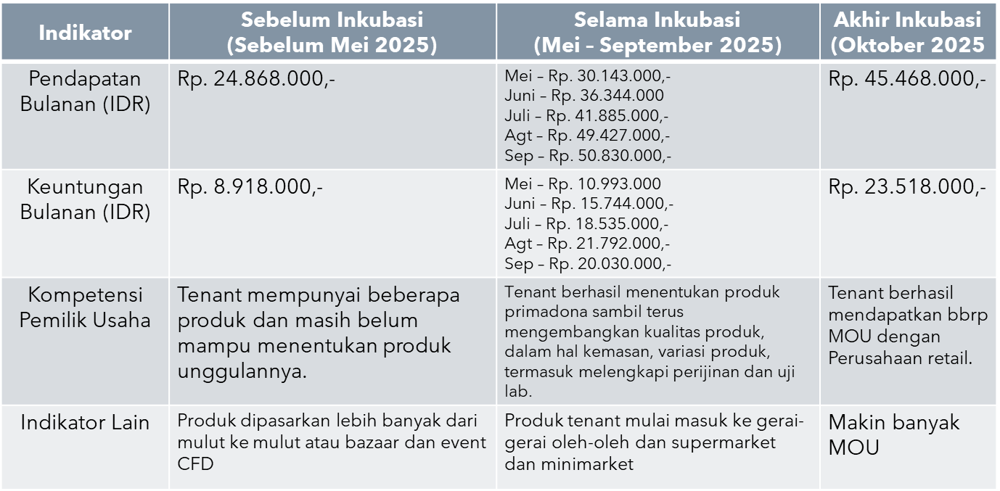 Indikator
Sebelum Inkubasi
(Sebelum Mei 2025)
Selama Inkubasi
(Mei – September 2025)
Akhir Inkubasi
(Oktober 2025
Pendapatan
Bulanan (IDR)
Rp. 24.868.000,-
Mei – Rp. 30.143.000,-
Juni – Rp. 36.344.000
Juli – Rp. 41.885.000,-
Agt – Rp. 49.427.000,-
Sep – Rp. 50.830.000,-
Rp. 45.468.000,-
Keuntungan
Bulanan (IDR)
Rp. 8.918.000,-
Mei – Rp. 10.993.000
Juni – Rp. 15.744.000,-
Juli – Rp. 18.535.000,-
Agt – Rp. 21.792.000,-
Sep – Rp. 20.030.000,-
Rp. 23.518.000,-
Kompetensi
Pemilik Usaha
Tenant mempunyai beberapa
produk dan masih belum
mampu menentukan produk
unggulannya.
Tenant berhasil menentukan produk
primadona sambil terus
mengembangkan kualitas produk,
dalam hal kemasan, variasi produk,
termasuk melengkapi perijinan dan uji
lab.
Tenant berhasil
mendapatkan bbrp
MOU dengan
Perusahaan retail.
Indikator Lain
Produk dipasarkan lebih banyak dari
mulut ke mulut atau bazaar dan event
CFD
Produk tenant mulai masuk ke gerai-
gerai oleh-oleh dan supermarket
dan minimarket
Makin banyak
MOU